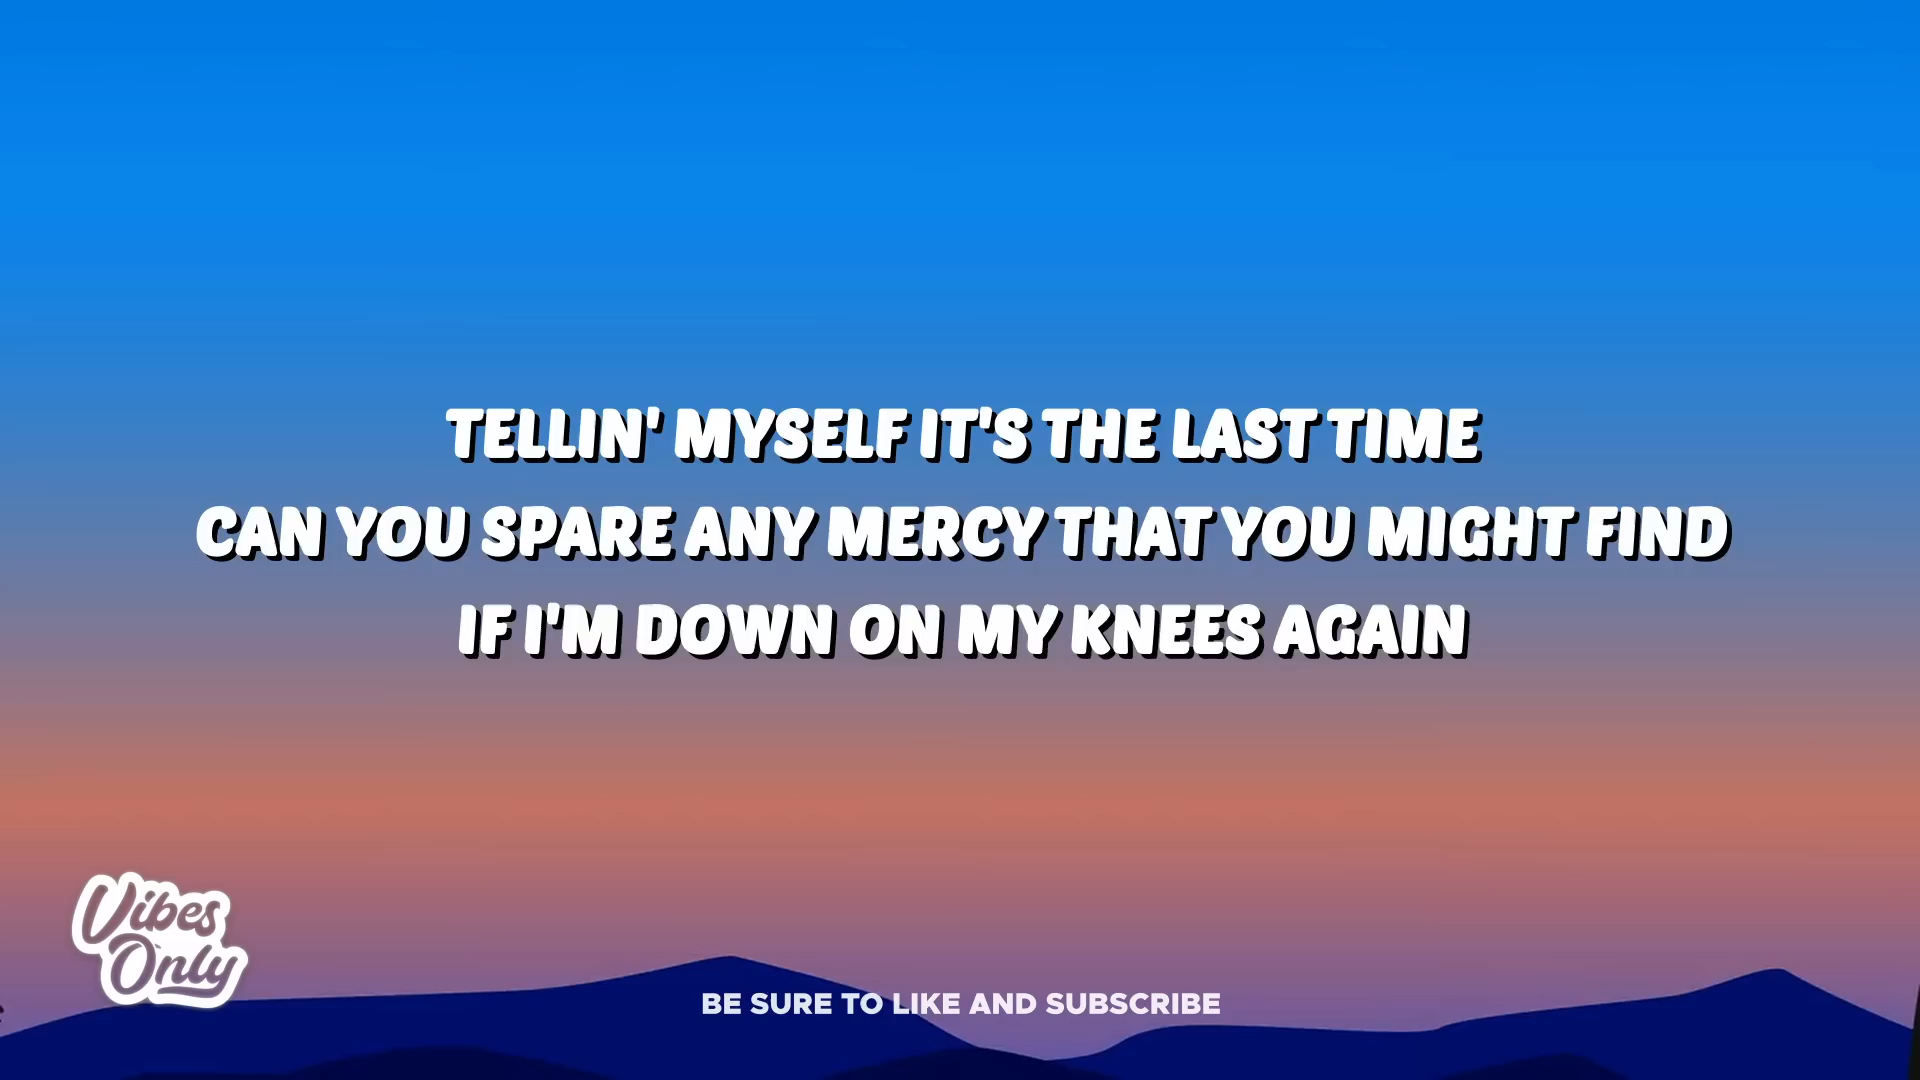 TELLIN' MYSELF IT'S THE LAST TIME
CAN YOU SPARE ANY MERCY THAT YOU MIGHT FIND
IF I'M DOWN ON MY KNEES AGAIN
Vibes
Only
BE SURE TO LIKE AND SUBSCRIBE